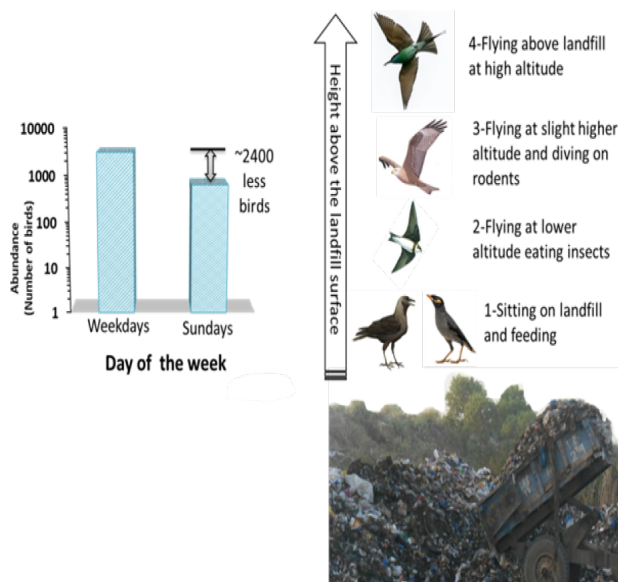 10000
1000
100
10
1
Abundance
(Number of birds)
Weekdays
Sundays
~2400
less
birds
Day of the week
Height above the landfill surface
4-Flying above landfill
at high altitude
3-Flying at slight higher
altitude and diving on
rodents
2-Flying at lower
altitude eating insects
1-Sitting on landfill
and feeding